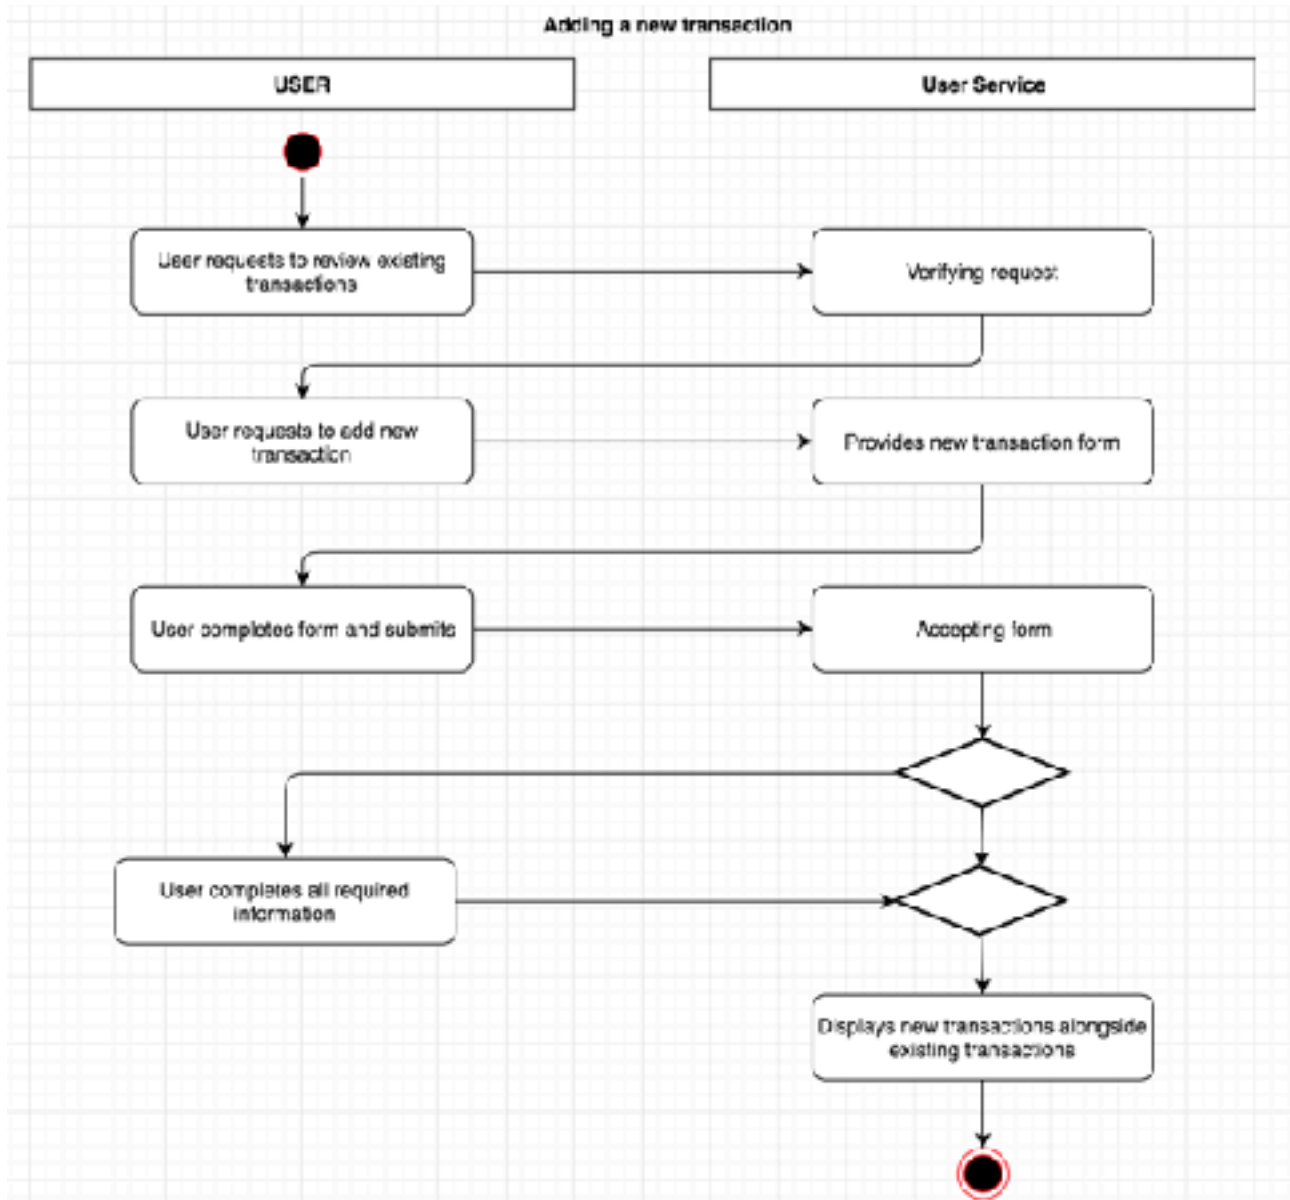 Adding a new transaction
USER
User Service
User requests to review existing
transactions
Verifying request
User requests to add new
transaction
Provides new transaction form
User completes form and submits
Accepting form
User completes all required
information
Displays new transactions alongside
existing transactions